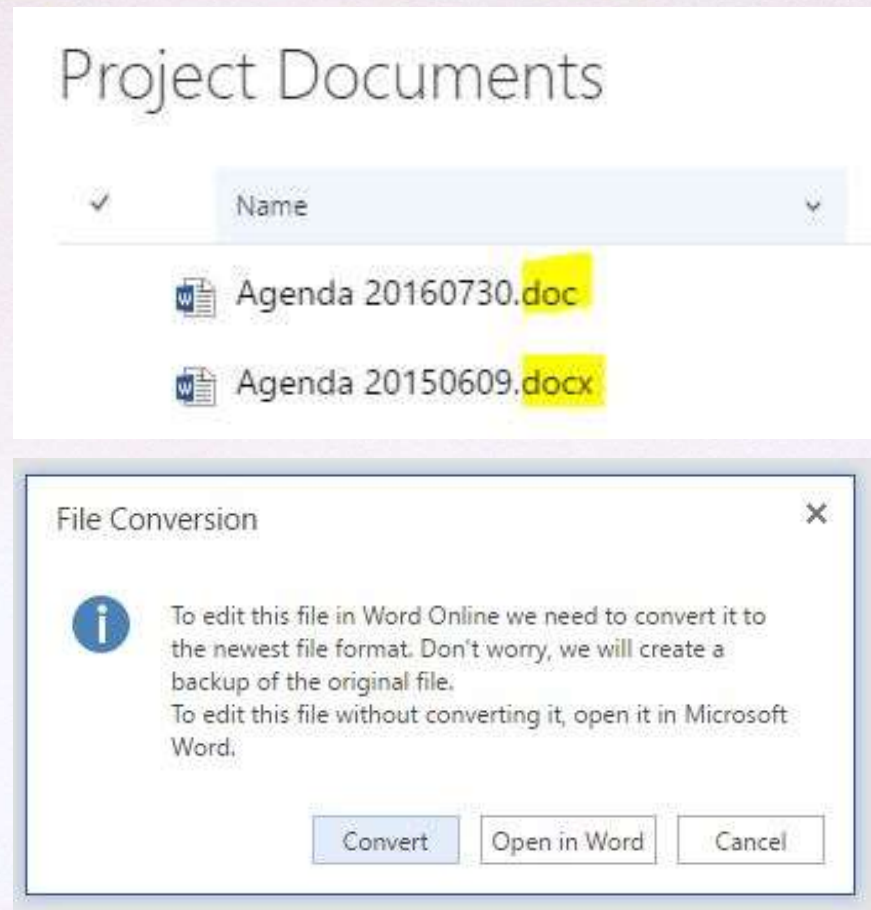 Project Documents
Name
Agenda 20160730.doc
Agenda 20150609.docx
File Conversion
To edit this file in Word Online we need to convert it to
the newest file format. Don't worry, we will create a
backup of the original file.
To edit this file without converting it, open it in Microsoft
Word.
Convert Open in Word Cancel